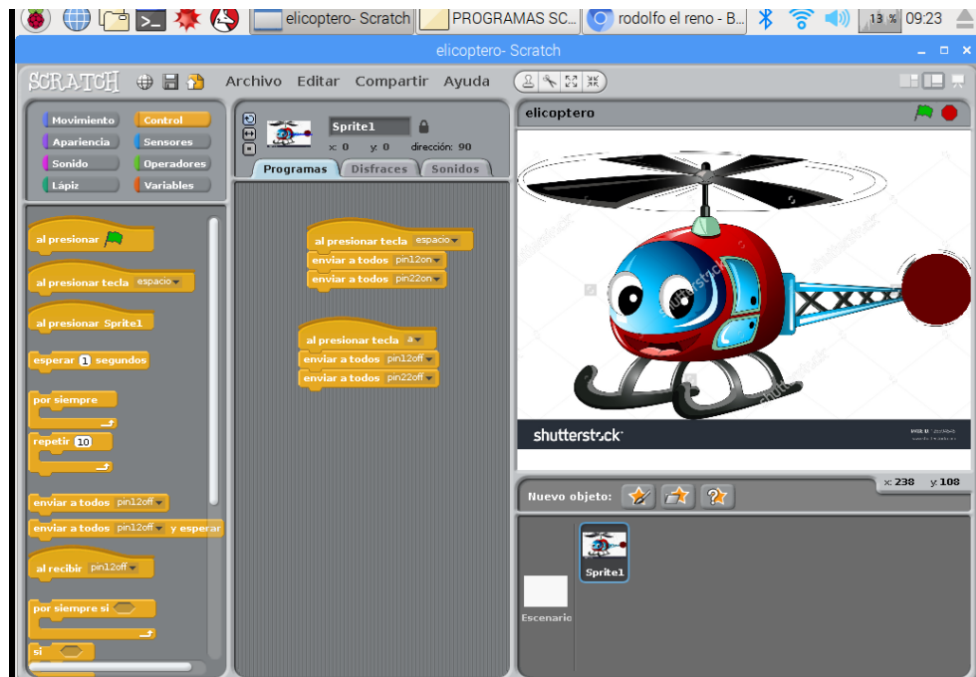 elicoptero- Scratch
PROGRAMAS SC...
rodolfo el reno - B...
13 %
09:23
elicoptero- Scratch
SCRATCH
Archivo Editar Compartir Ayuda
Movimiento
Control
Apariencia
Sensores
Sonido
Operadores
Lápiz
Variables
al presionar
al presionar tecla espacio
al presionar Sprite1
esperar 1 segundos
por siempre
repetir 10
enviar a todos pin12off
enviar a todos pin12off y esperar
al recibir pin12off
por siempre si
si
Sprite1
x: 0 y: 0 dirección: 90
Programas Disfraces Sonidos
al presionar tecla espacio
enviar a todos pin12on
enviar a todos pin22on
al presionar tecla a
enviar a todos pin12off
enviar a todos pin22off
elicoptero
shutterstock
shutterstock
x: 238 y: 108
Nuevo objeto:
Sprite1
Escenario